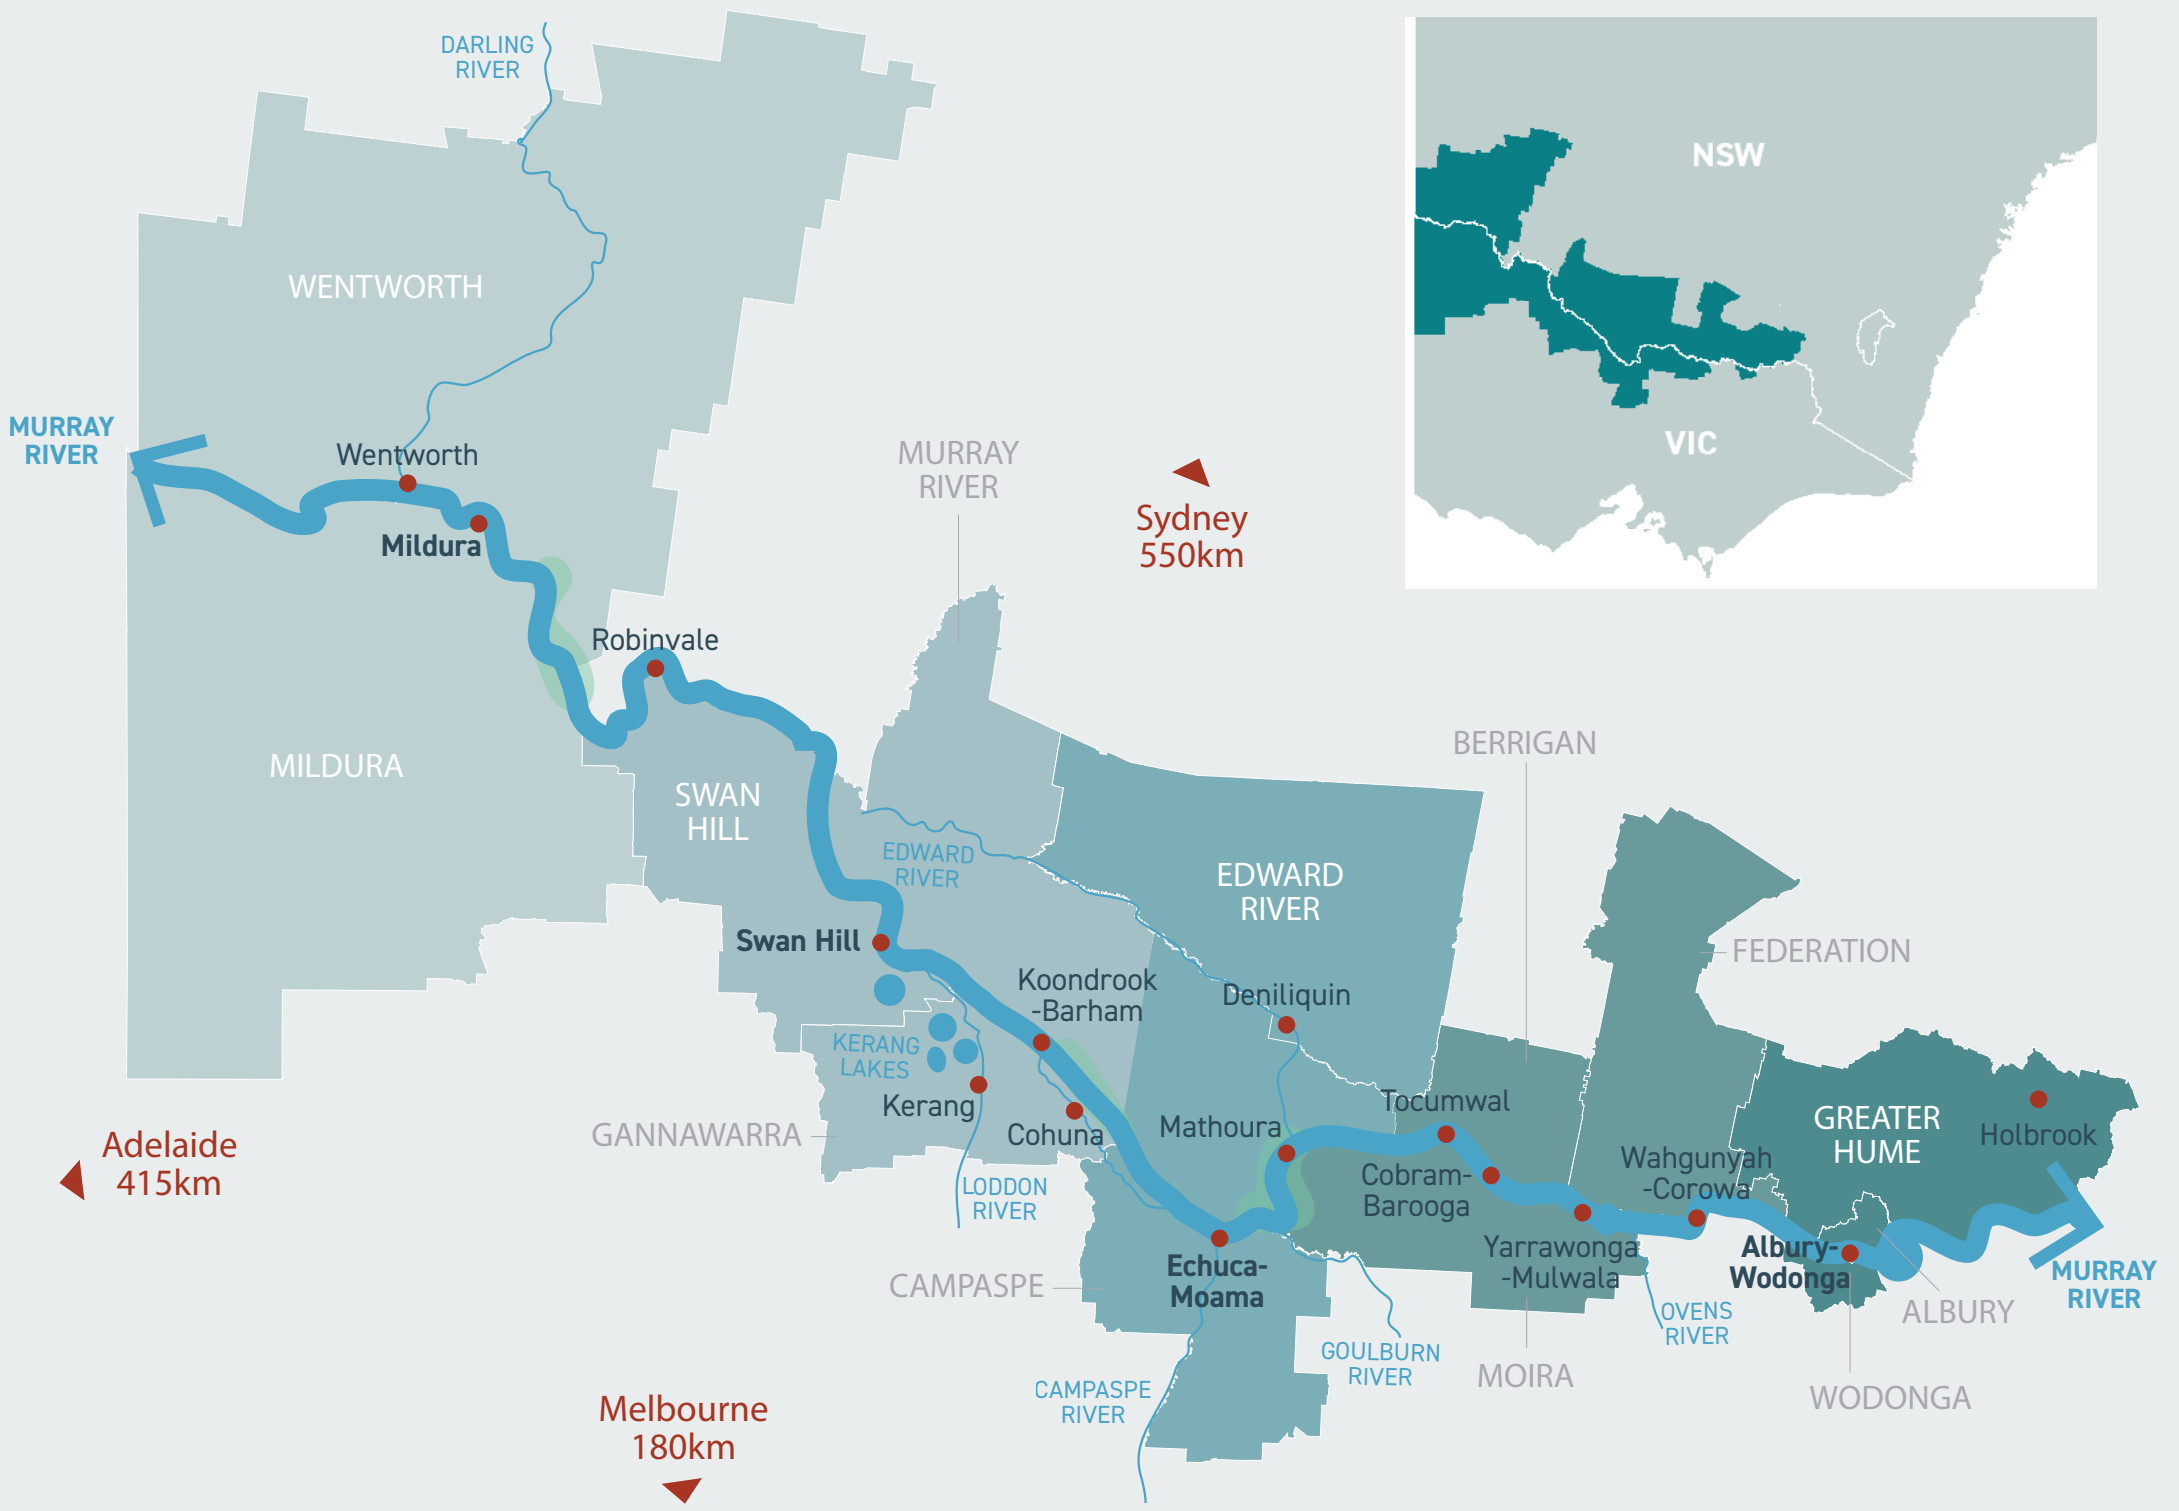 DARLING
RIVER
NSW
WENTWORTH
MURRAY
RIVER
Wentworth
MURRAY
RIVER
VIC
Sydney
550km
Mildura
Robinvale
BERRIGAN
MILDURA
SWAN
HILL
EDWARD
RIVER
EDWARD
RIVER
Swan Hill
FEDERATION
Koondrook
-Barham
Deniliquin
KERANG
LAKES
Kerang
Tocumwal
GREATER
HUME
Holbrook
GANNAWARRA
Cohuna
Mathoura
Adelaide
415km
Cobram-
Barooga
Wahgunyah
-Corowa
LODDON
RIVER
Yarrawonga
-Mulwala
Albury-
Wodonga
CAMPASPE
Echuca-
Moama
MURRAY
RIVER
OVENS
RIVER
ALBURY
GOULBURN
RIVER
MOIRA
WODONGA
CAMPASPE
RIVER
Melbourne
180km